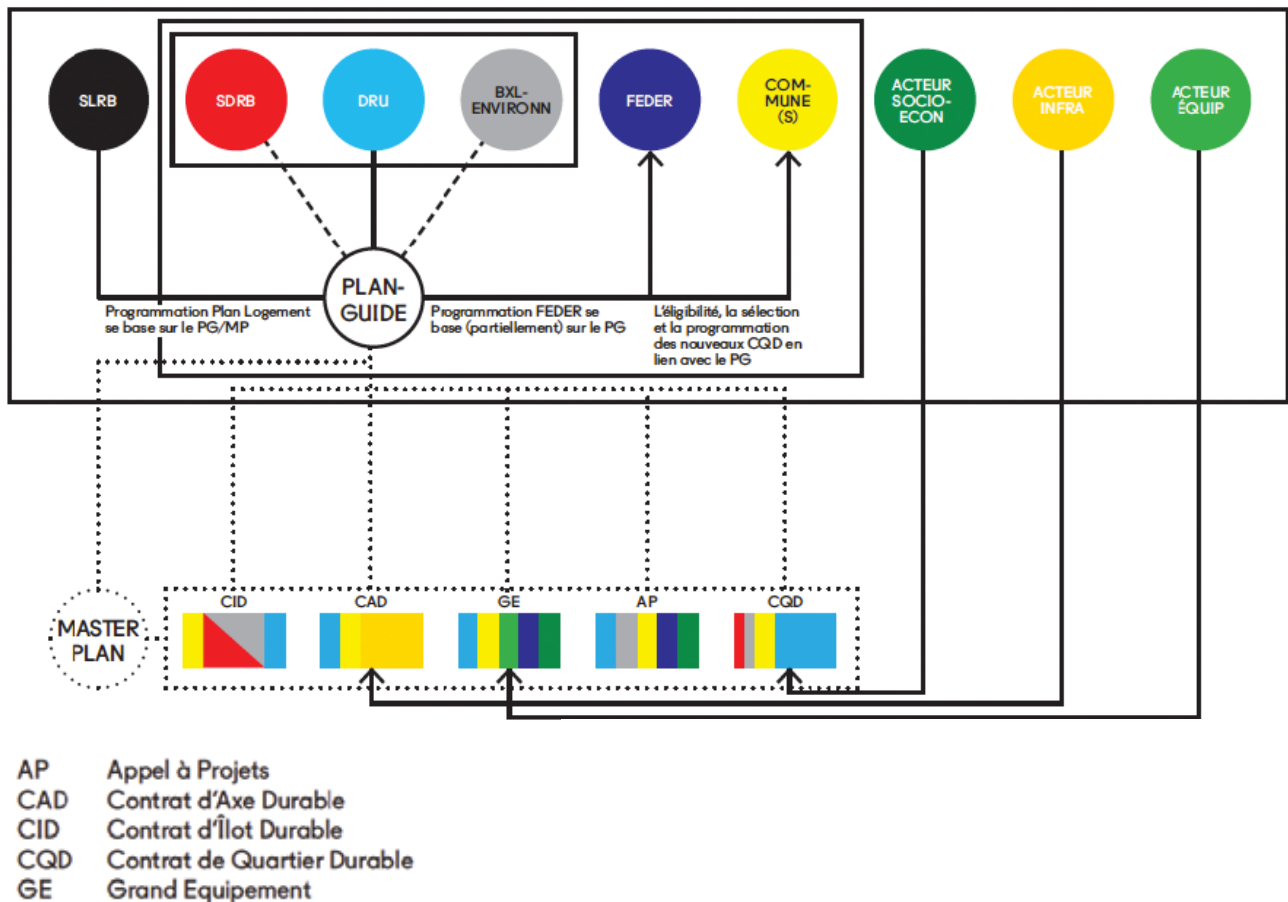 SLRB
SDRB
DRU
BXL-
ENVIRONN
FEDER
COM-
MUNE
(S)
ACTEUR
SOCIO-
ECON
ACTEUR
INFRA
ACTEUR
ÉQUIP
PLAN-
GUIDE
Programmation Plan Logement
se base sur le PG/MP
Programmation FEDER se
base (partiellement) sur le PG
L'éligibilité, la sélection
et la programmation
des nouveaux CQD en
lien avec le PG
MASTER
PLAN
CID
CAD
GE
AP
CQD
AP Appel à Projets
CAD Contrat d'Axe Durable
CID Contrat d'Îlot Durable
CQD Contrat de Quartier Durable
GE Grand Equipement